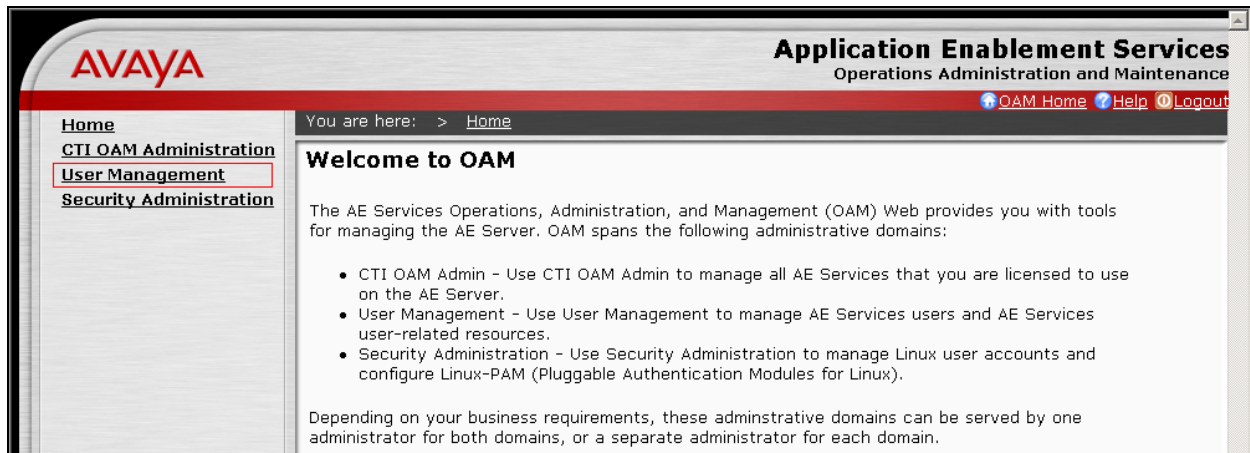 AVAYA
Application Enablement Services
Operations Administration and Maintenance
OAM Home Help Logout
Home
CTI OAM Administration
User Management
Security Administration
You are here: > Home
Welcome to OAM
The AE Services Operations, Administration, and Management (OAM) Web provides you with tools
for managing the AE Server. OAM spans the following administrative domains:
• CTI OAM Admin - Use CTI OAM Admin to manage all AE Services that you are licensed to use
on the AE Server.
• User Management - Use User Management to manage AE Services users and AE Services
user-related resources.
• Security Administration - Use Security Administration to manage Linux user accounts and
configure Linux-PAM (Pluggable Authentication Modules for Linux).
Depending on your business requirements, these adminstrative domains can be served by one
administrator for both domains, or a separate administrator for each domain.